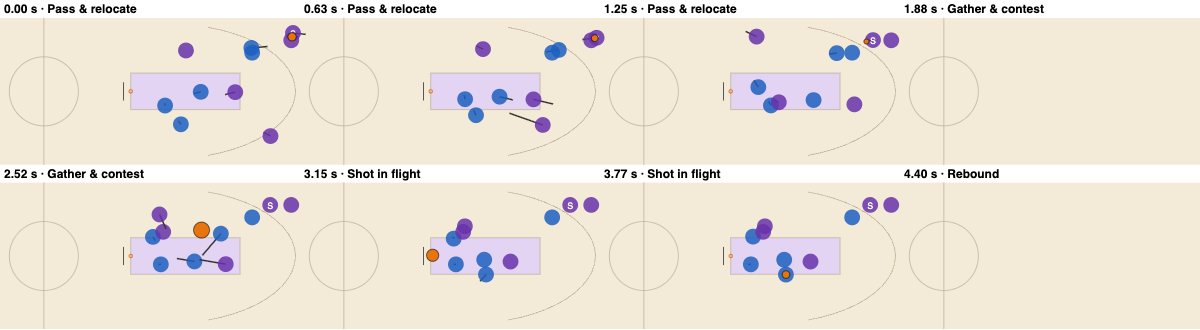 0.00 s · Pass & relocate
0.63 s · Pass & relocate
1.25 s · Pass & relocate
1.88 s · Gather & contest
S
2.52 s · Gather & contest
3.15 s · Shot in flight
3.77 s · Shot in flight
4.40 s · Rebound
S
S
S